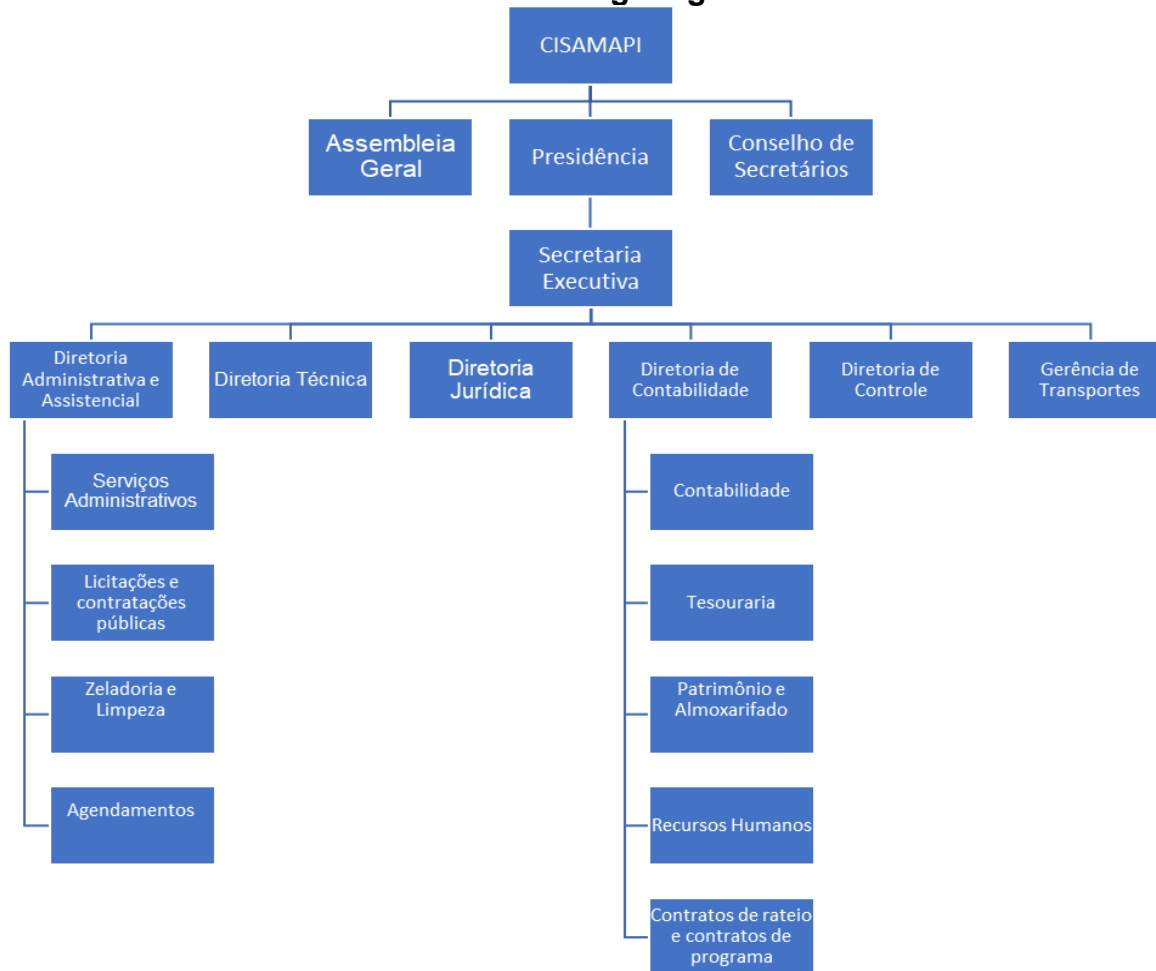 CISAMAPI
Assembleia
Geral
Presidência
Conselho de
Secretários
Secretaria
Executiva
Diretoria
Administrativa e
Assistencial
Diretoria Técnica
Diretoria
Jurídica
Diretoria de
Contabilidade
Diretoria de
Controle
Gerência de
Transportes
Serviços
Administrativos
Licitações e
contratações
públicas
Zeladoria e
Limpeza
Agendamentos
Contabilidade
Tesouraria
Patrimônio e
Almoxarifado
Recursos Humanos
Contratos de rateio
e contratos de
programa